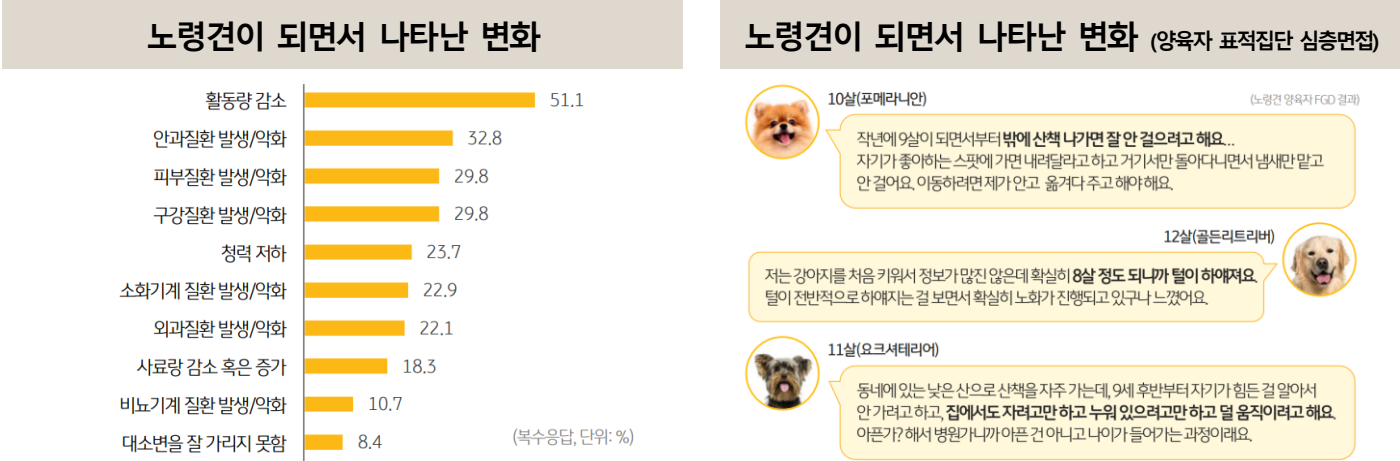 노령견이 되면서 나타난 변화
활동량 감소 51.1
안과질환 발생/악화 32.8
피부질환 발생/악화 29.8
구강질환 발생/악화 29.8
청력 저하 23.7
소화기계 질환 발생/악화 22.9
외과질환 발생/악화 22.1
사료량 감소 혹은 증가 18.3
비뇨기계 질환 발생/악화 10.7
대소변을 잘 가리지 못함 8.4
(복수응답, 단위: %)
노령견이 되면서 나타난 변화 (양육자 표적집단 심층면접)
10살(포메라니안)
(노령견 양육자 FGD 결과)
작년에 9살이 되면서부터 밖에 산책 나가면 잘 안 걸으려고 해요...
자기가 좋아하는 스팟에 가면 내려달라고 하고 거기서만 돌아다니면서 냄새만 맡고
안 걸어요. 이동하려면 제가 안고 옮겨다 주고 해야 해요.
12살(골든리트리버)
저는 강아지를 처음 키워서 정보가 많진 않은데 확실히 8살 정도 되니까 털이 하얘져요.
털이 전반적으로 하얘지는 걸 보면서 확실히 노화가 진행되고 있구나 느꼈어요.
11살(요크셔테리어)
동네에 있는 낮은 산으로 산책을 자주 가는데, 9세 후반부터 자기가 힘든 걸 알아서
안 가려고 하고, 집에서도 자려고만 하고 누워 있으려고만 하고 덜 움직이려고 해요.
아픈가? 해서 병원가니까 아픈 건 아니고 나이가 들어가는 과정이래요.